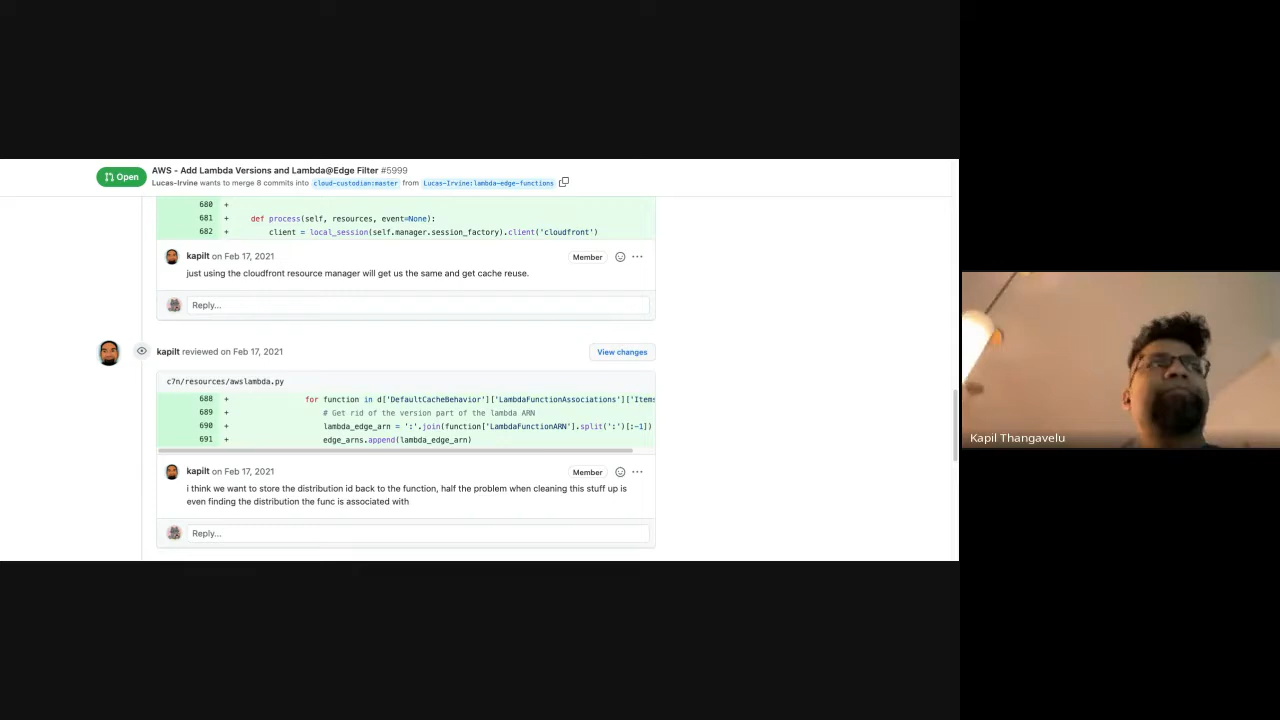 Open
AWS - Add Lambda Versions and Lambda@Edge Filter #5999
Lucas-Irvine wants to merge 8 commits into cloud-custodian:master from Lucas-Irvine:lambda-edge-functions
680 +
681 + def process(self, resources, event=None):
682 + client = local_session(self.manager.session_factory).client('cloudfront')
kapilt on Feb 17, 2021 Member
just using the cloudfront resource manager will get us the same and get cache reuse.
Reply...
kapilt reviewed on Feb 17, 2021 View changes
c7n/resources/awslambda.py
688 + for function in d['DefaultCacheBehavior']['LambdaFunctionAssociations']['Items
689 + # Get rid of the version part of the lambda ARN
690 + lambda_edge_arn = ':'.join(function['LambdaFunctionARN'].split(':')[:-1])
691 + edge_arns.append(lambda_edge_arn)
kapilt on Feb 17, 2021 Member
i think we want to store the distribution id back to the function, half the problem when cleaning this stuff up is
even finding the distribution the func is associated with
Reply...
Kapil Thangavelu